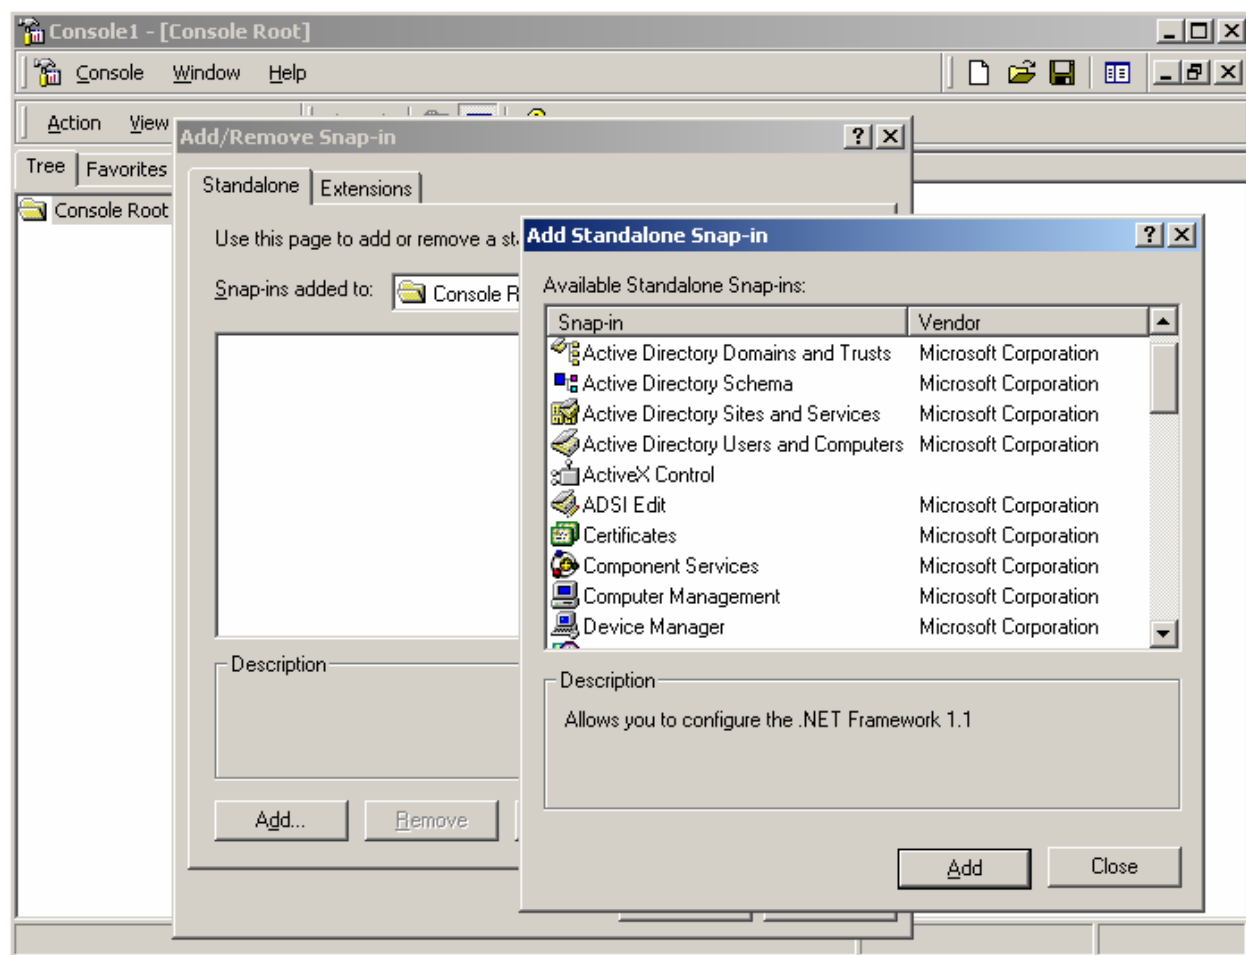 Console1 - [Console Root]
Console Window Help
Action View
Tree Favorites
Console Root
Add/Remove Snap-in
Standalone Extensions
Use this page to add or remove a
Snap-ins added to: Console
Description
Add... Remove
Add Standalone Snap-in
Available Standalone Snap-ins:
Snap-in Vendor
Active Directory Domains and Trusts Microsoft Corporation
Active Directory Schema Microsoft Corporation
Active Directory Sites and Services Microsoft Corporation
Active Directory Users and Computers Microsoft Corporation
ActiveX Control
ADSI Edit Microsoft Corporation
Certificates Microsoft Corporation
Component Services Microsoft Corporation
Computer Management Microsoft Corporation
Device Manager Microsoft Corporation
Description
Allows you to configure the .NET Framework 1.1
Add Close